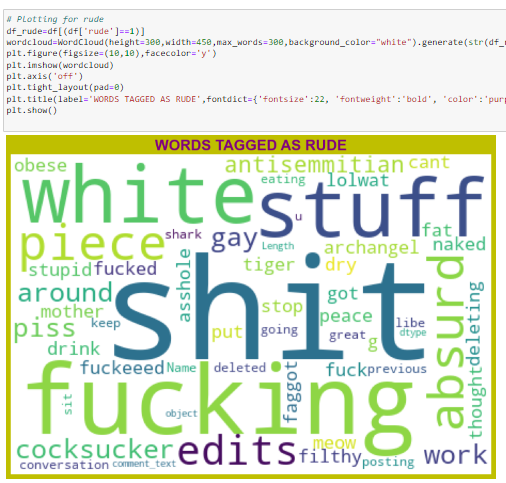 # Plotting for rude
df_rude=df[(df['rude']==1)]
wordcloud=WordCloud(height=300,width=450,max_words=300,background_color="white").generate(str(df_r
plt.figure(figsize=(10,10),facecolor='y')
plt.imshow(wordcloud)
plt.axis('off')
plt.tight_layout(pad=0)
plt.title(label='WORDS TAGGED AS RUDE',fontdict={'fontsize':22, 'fontweight':'bold', 'color':'purp
plt.show()
WORDS TAGGED AS RUDE
obese
antisemmitian
cant
white
eating
lolwat
stuff
u
piece
shark
gay
Length
archangel
fat
naked
stupid
fucked
asshole
tiger
dry
shit
absurd
around
mother
keep
stop
got
peace
piss
put
going
great
g
libe
dtype
deleting
drink
fuckeeed
Name
deleted
faggot
fuck
previous
thought
fucking
sit
object
cocksucker
edits
meow
filthy
posting
work
conversation
comment_text